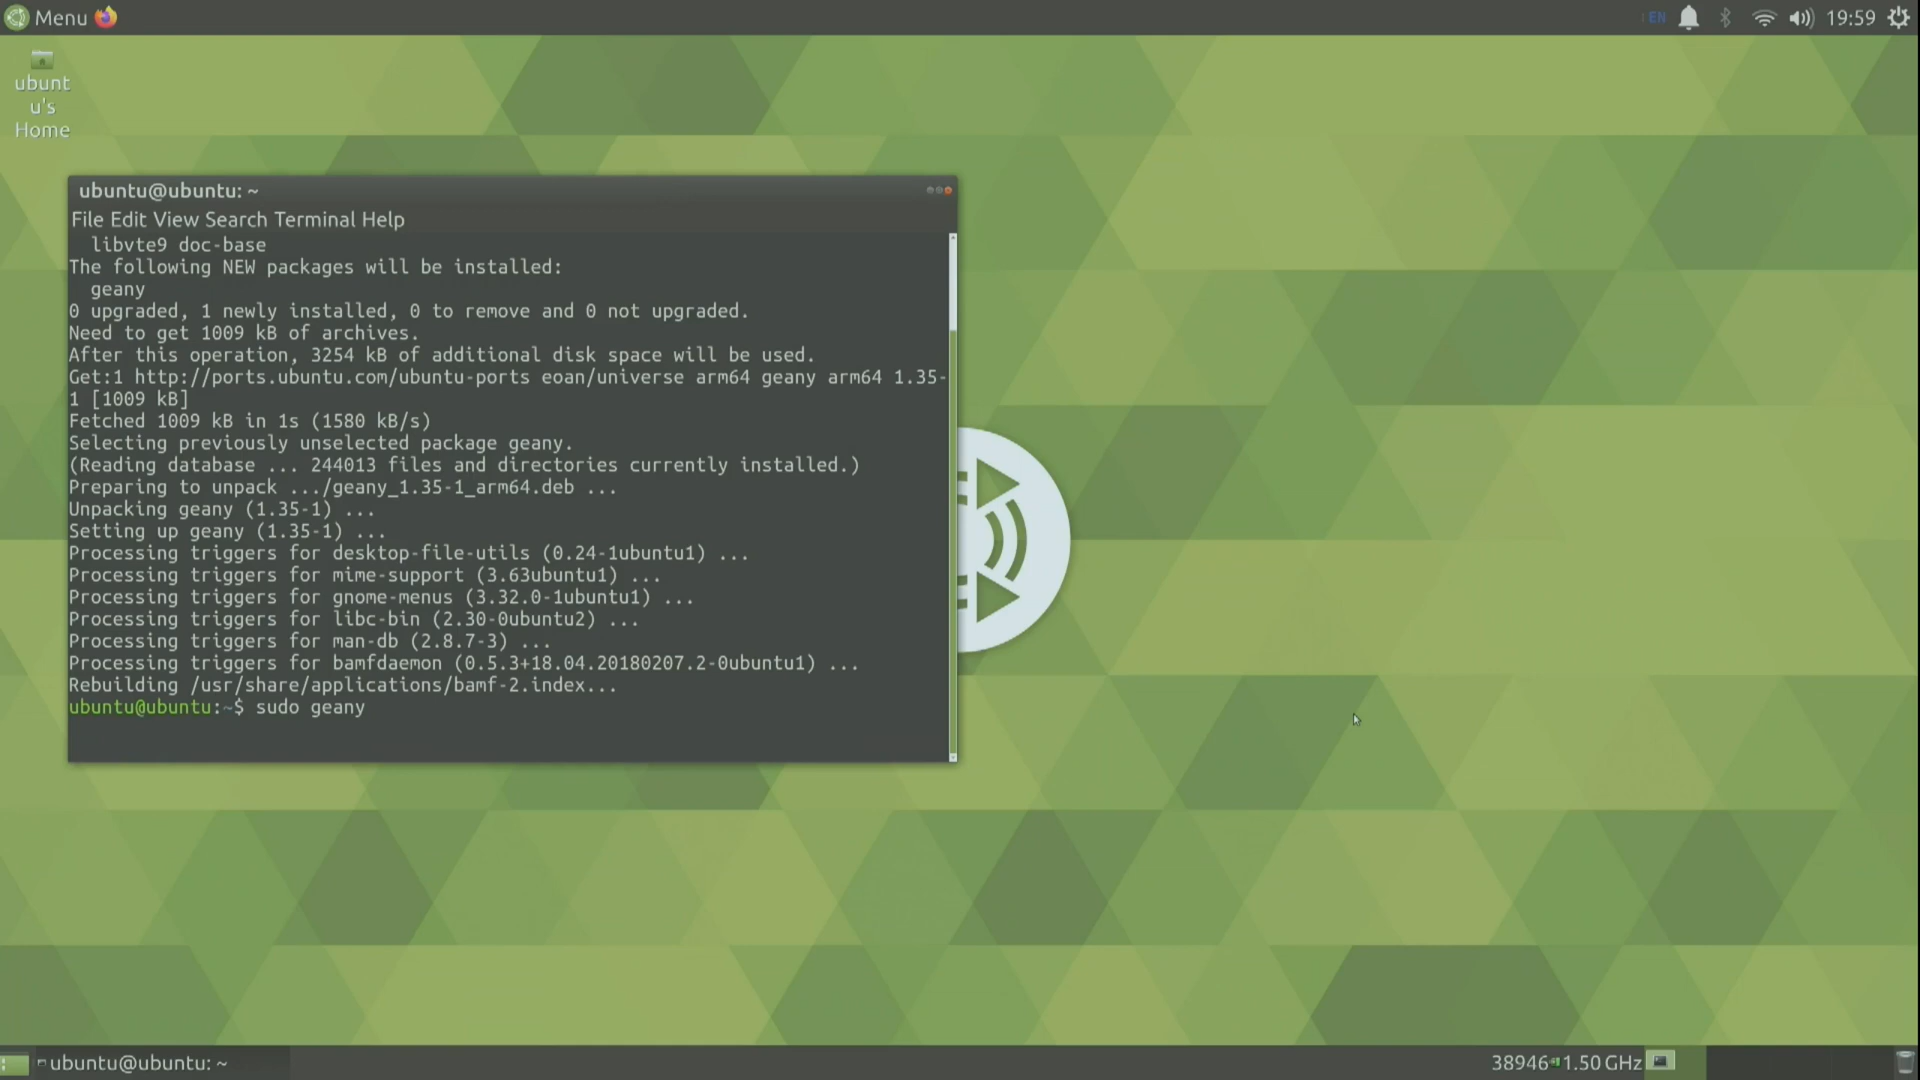 Menu
EN
19:59
ubunt
u's
Home
ubuntu@ubuntu: ~
File Edit View Search Terminal Help
libvte9 doc-base
The following NEW packages will be installed:
geany
0 upgraded, 1 newly installed, 0 to remove and 0 not upgraded.
Need to get 1009 kB of archives.
After this operation, 3254 kB of additional disk space will be used.
Get:1 http://ports.ubuntu.com/ubuntu-ports eoan/universe arm64 geany arm64 1.35-
1 [1009 kB]
Fetched 1009 kB in 1s (1580 kB/s)
Selecting previously unselected package geany.
(Reading database ... 244013 files and directories currently installed.)
Preparing to unpack .../geany_1.35-1_arm64.deb ...
Unpacking geany (1.35-1) ...
Setting up geany (1.35-1) ...
Processing triggers for desktop-file-utils (0.24-1ubuntu1) ...
Processing triggers for mime-support (3.63ubuntu1) ...
Processing triggers for gnome-menus (3.32.0-1ubuntu1) ...
Processing triggers for libc-bin (2.30-0ubuntu2) ...
Processing triggers for man-db (2.8.7-3) ...
Processing triggers for bamfdaemon (0.5.3+18.04.20180207.2-0ubuntu1) ...
Rebuilding /usr/share/applications/bamf-2.index...
ubuntu@ubuntu:~$ sudo geany
ubuntu@ubuntu: ~
38946 1.50 GHz